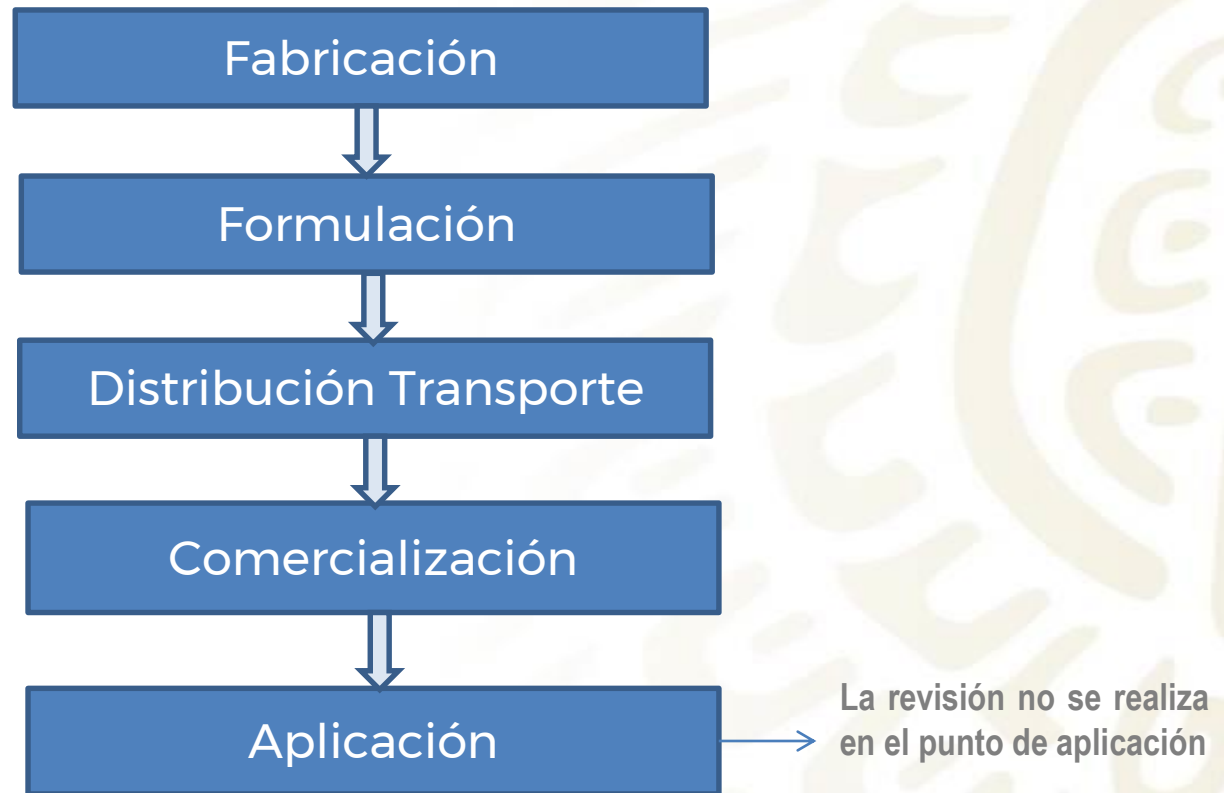 Fabricación
Formulación
Distribución Transporte
Comercialización
Aplicación
La revisión no se realiza
en el punto de aplicación